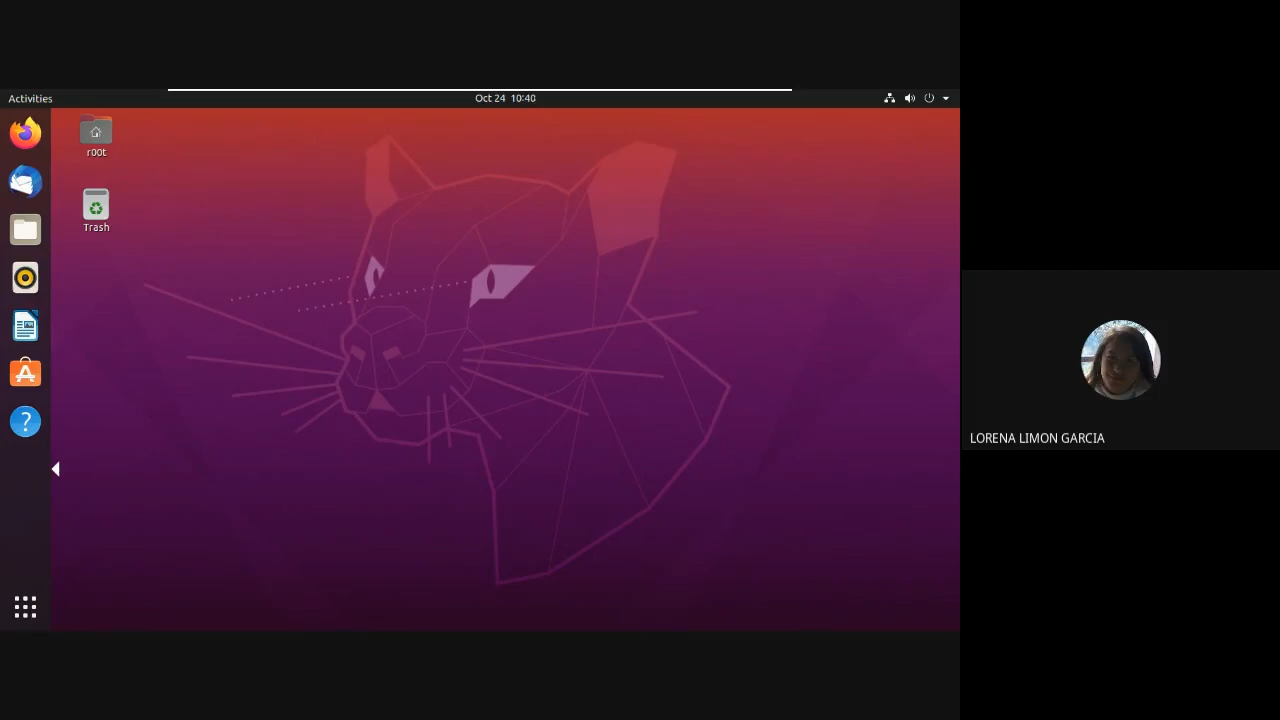 Activities
Oct 24 10:40
r00t
Trash
?
LORENA LIMON GARCIA